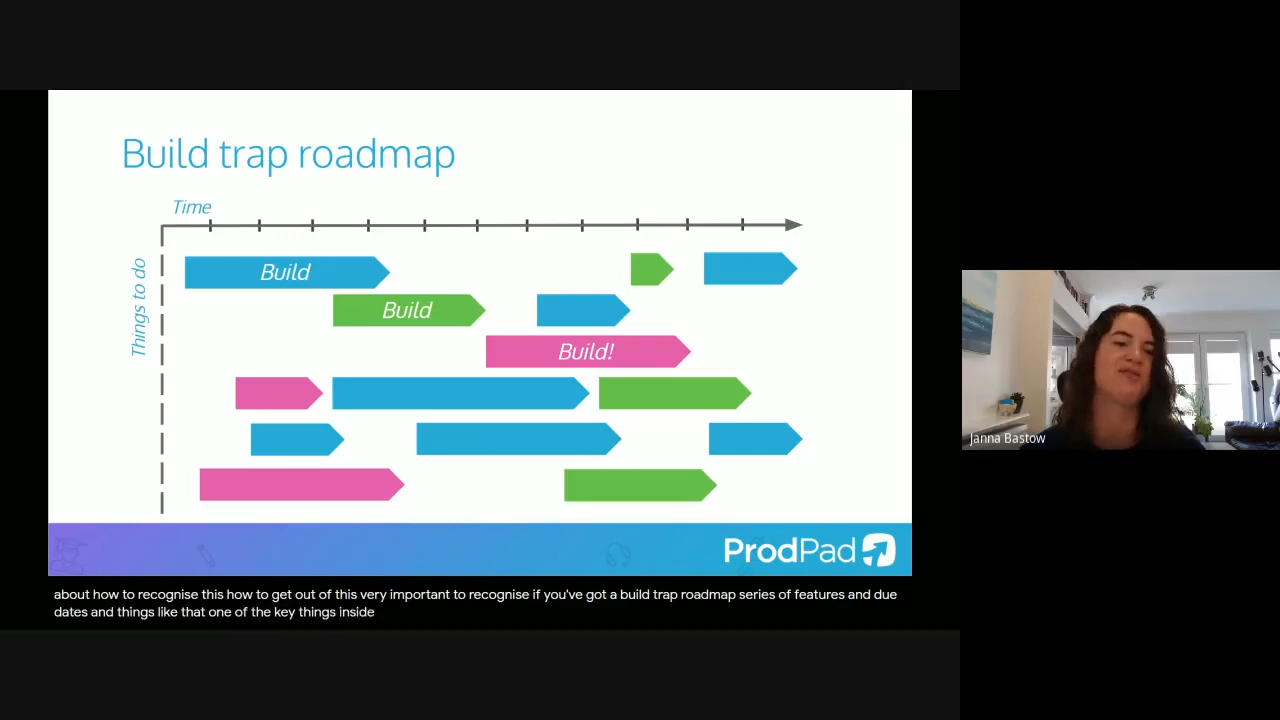 Build trap roadmap
Time
Things to do
Build
Build
Build!
ProdPad
Janna Bastow
about how to recognise this how to get out of this very important to recognise if you've got a build trap roadmap series of features and due
dates and things like that one of the key things inside